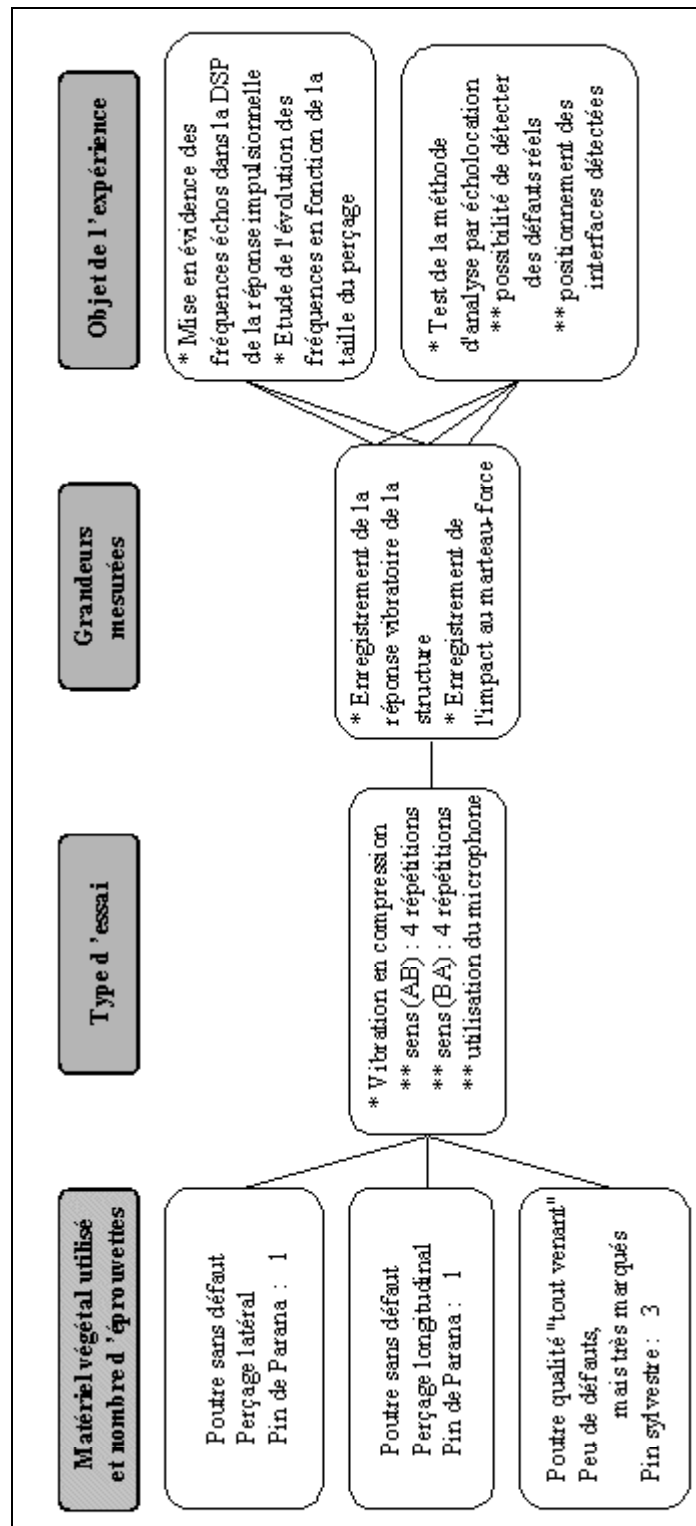 Matériel végétal utilisé
et nombre d'éprouvettes
Poutre sans défaut
Perçage latéral
Pin de Parana : 1
Poutre sans défaut
Perçage longitudinal
Pin de Parana : 1
Poutre qualité "tout venant"
Peu de défauts,
mais très marqués
Pin sylvestre : 3
Type d'essai
* Vibration en compression
** sens (AB) : 4 répétitions
** sens (BA) : 4 répétitions
** utilisation du microphone
Grandeurs
mesurées
* Enregistrement de la
réponse vibratoire de la
structure
* Enregistrement de
l'impact au marteau-force
Objet de l'expérience
* Mise en évidence des
fréquences échos dans la DSP
de la réponse impulsionnelle
* Etude de l'évolution des
fréquences en fonction de la
taille du perçage
* Test de la méthode
d'analyse par écholocation
** possibilité de détecter
des défauts réels
** positionnement des
interfaces détectées